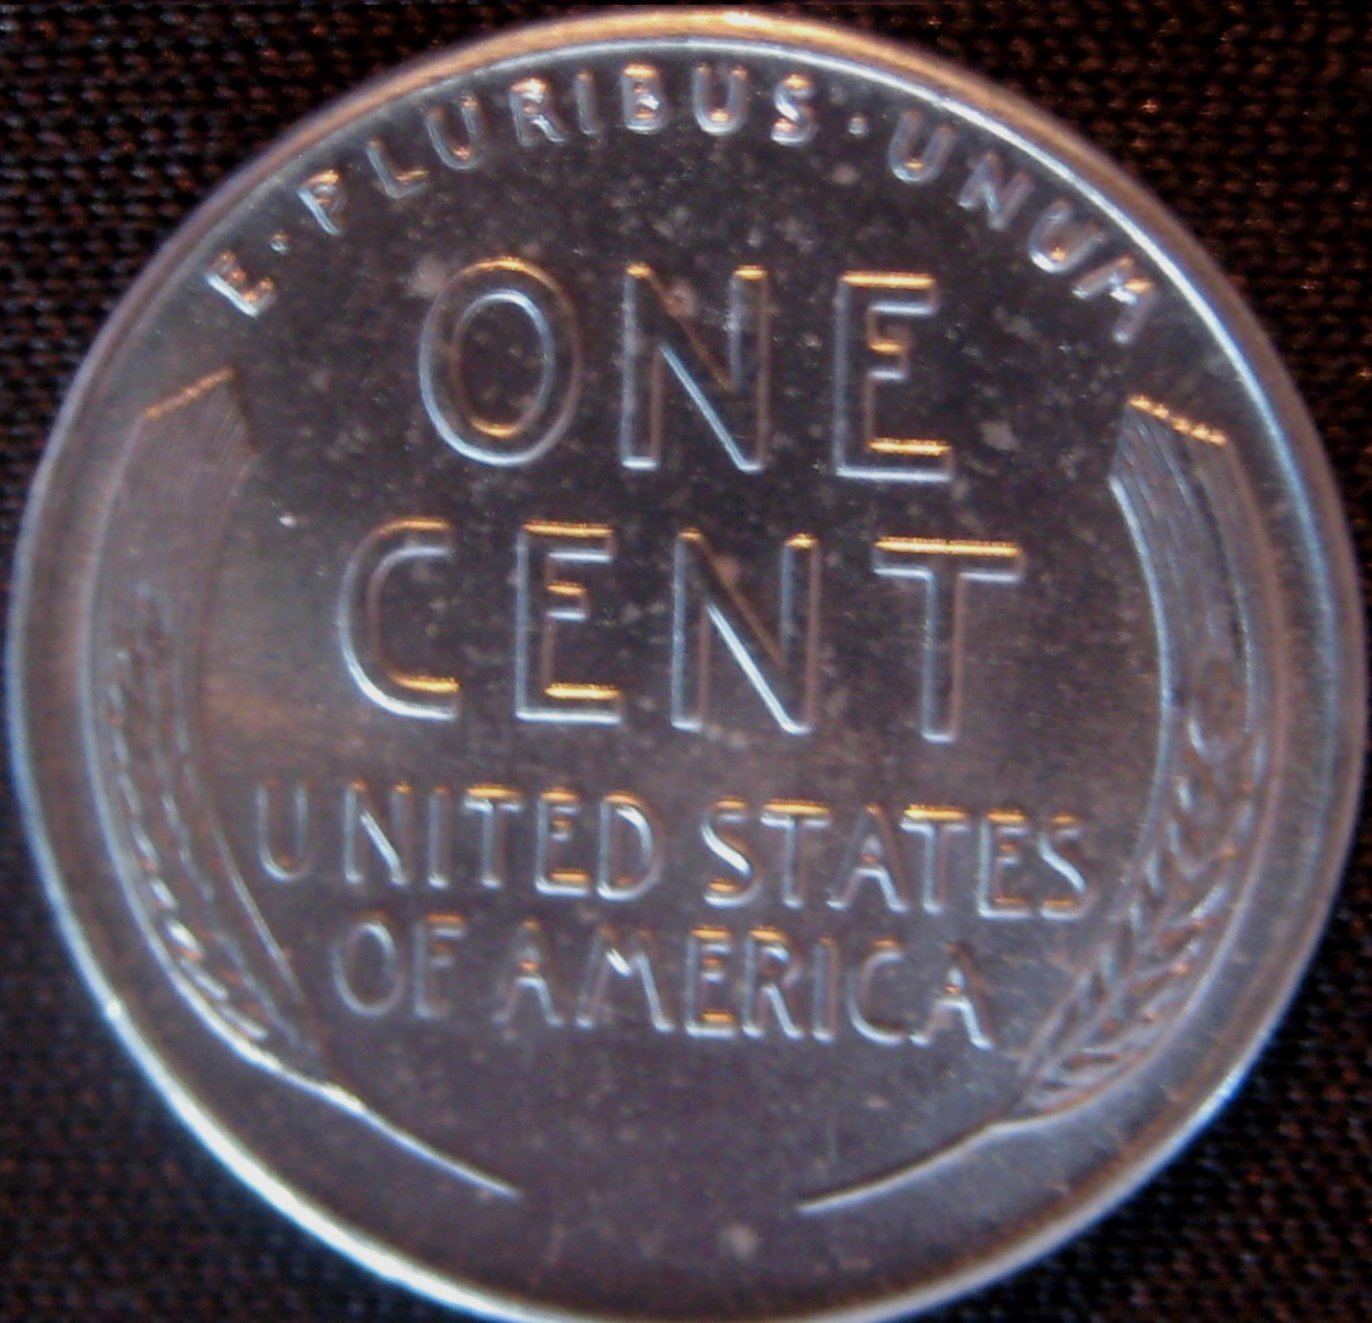 E·PLURIBUS·UNUM
ONE
CENT
UNITED STATES
OF AMERICA